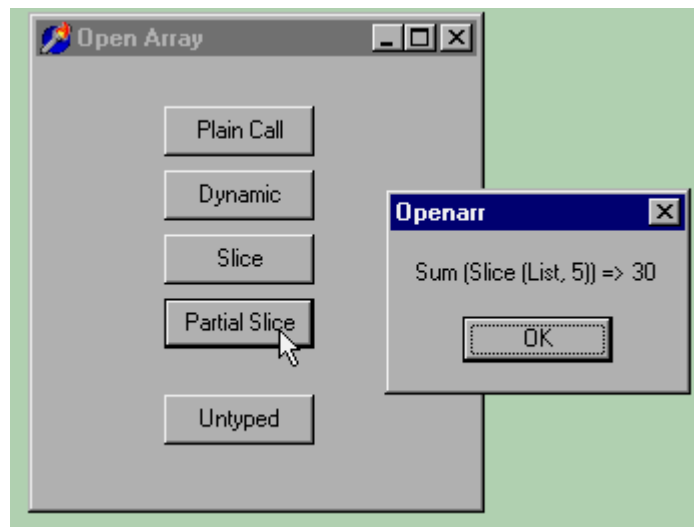 Open Array
Plain Call
Dynamic
Slice
Partial Slice
Untyped
Openarr
Sum (Slice (List, 5)) => 30
OK